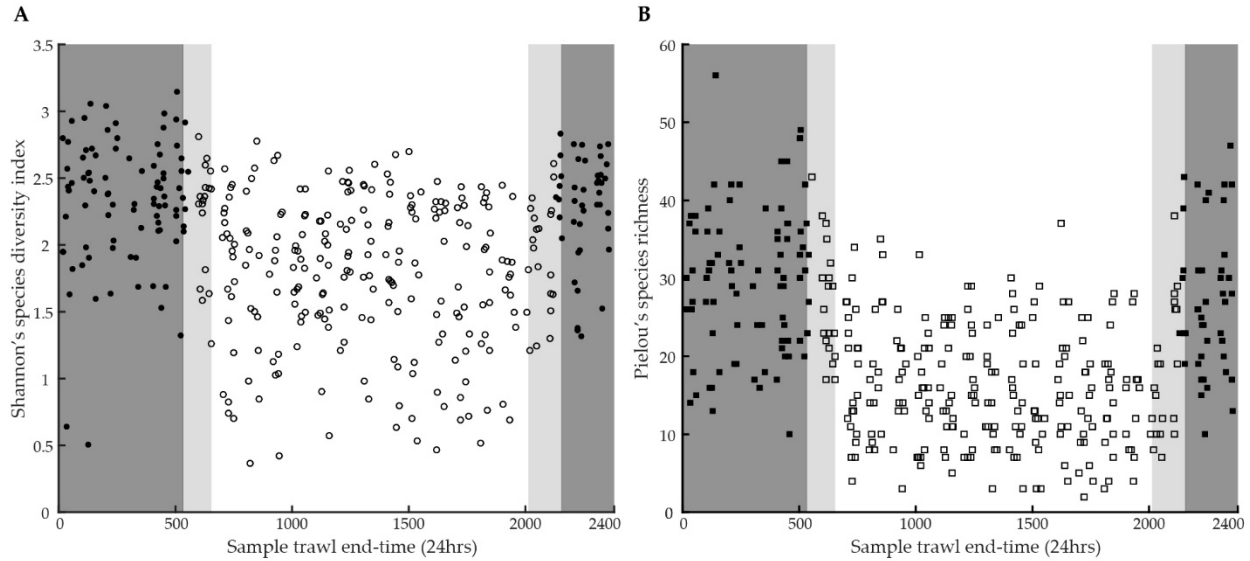 A
B
Shannon's species diversity index
3.5
3
2.5
2
1.5
1
0.5
0
0 500 1000 1500 2000 2400
Sample trawl end-time (24hrs)
Pielou's species richness
60
50
40
30
20
10
0
0 500 1000 1500 2000 2400
Sample trawl end-time (24hrs)